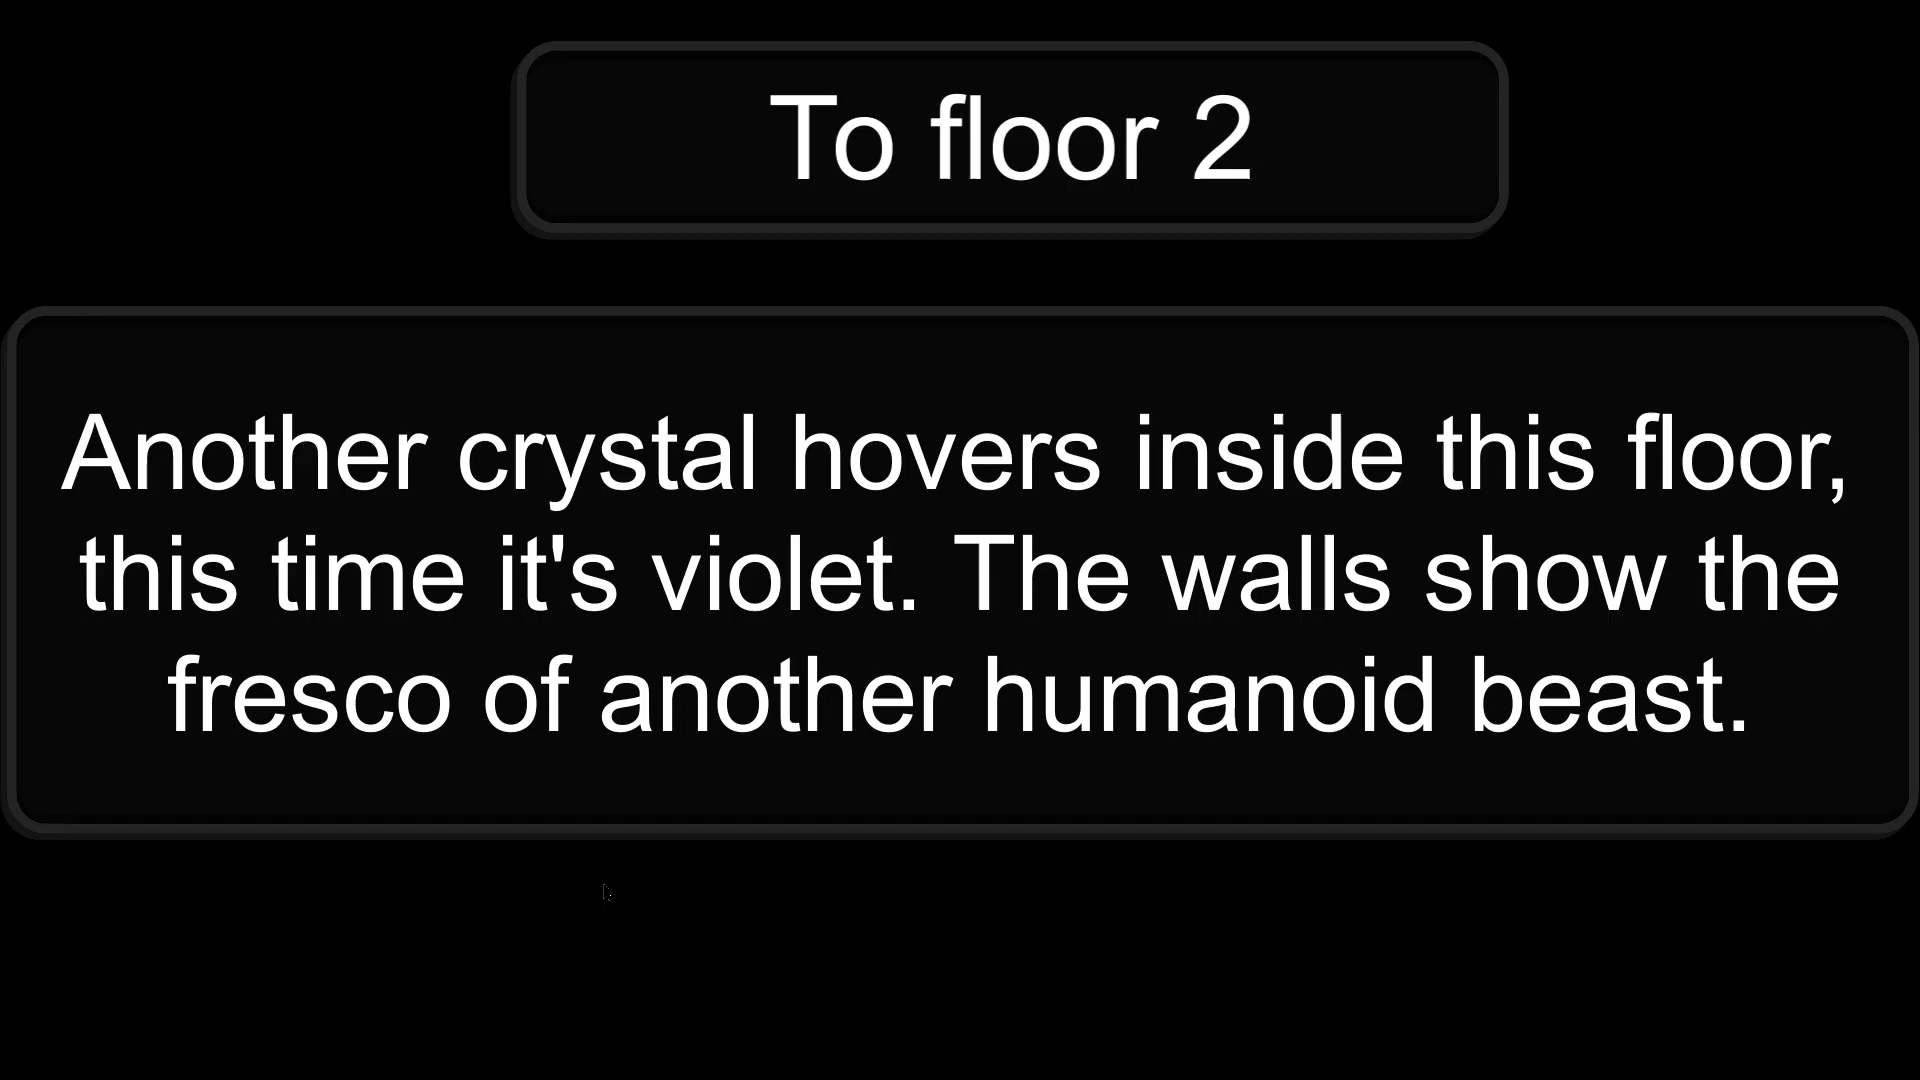 To floor 2
Another crystal hovers inside this floor,
this time it's violet. The walls show the
fresco of another humanoid beast.